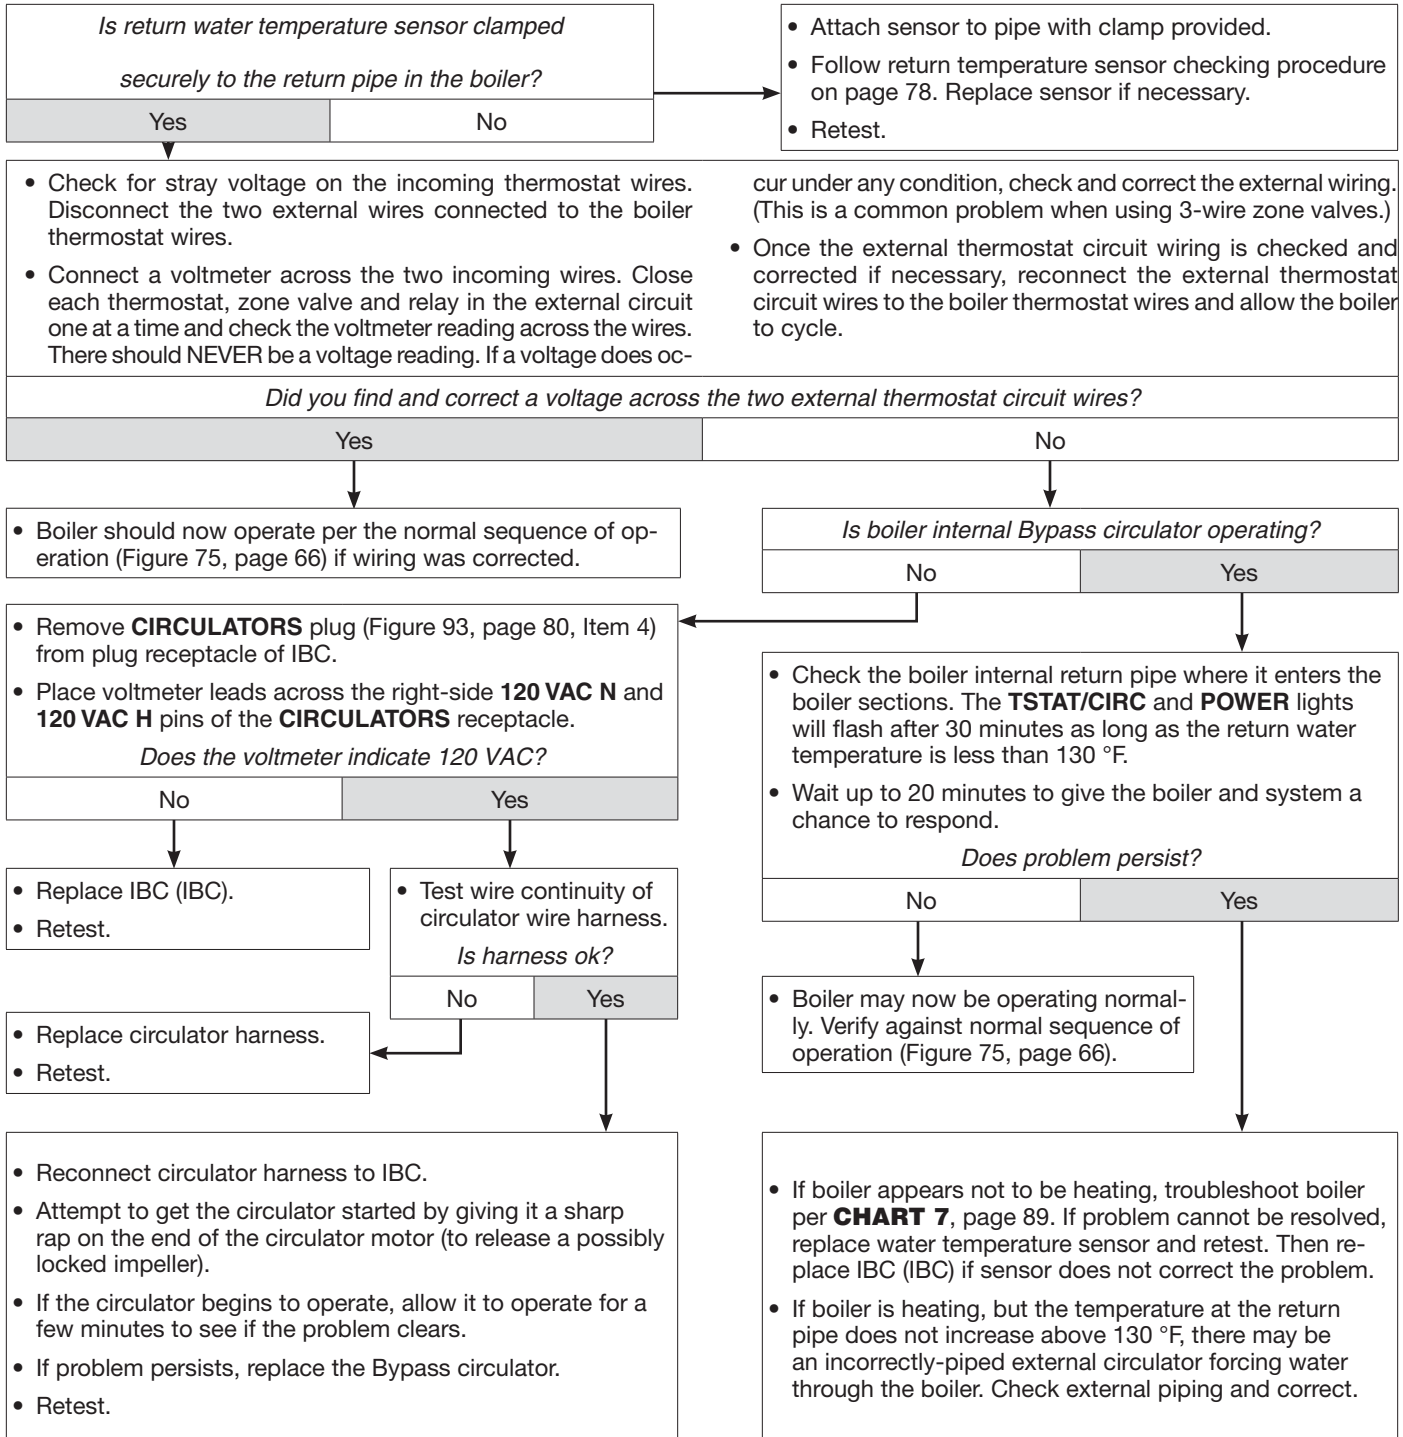 Is return water temperature sensor clamped
securely to the return pipe in the boiler?
Yes
No
• Attach sensor to pipe with clamp provided.
• Follow return temperature sensor checking procedure
on page 78. Replace sensor if necessary.
• Retest.
• Check for stray voltage on the incoming thermostat wires.
Disconnect the two external wires connected to the boiler
thermostat wires.
• Connect a voltmeter across the two incoming wires. Close
each thermostat, zone valve and relay in the external circuit
one at a time and check the voltmeter reading across the wires.
There should NEVER be a voltage reading. If a voltage does oc-
cur under any condition, check and correct the external wiring.
(This is a common problem when using 3-wire zone valves.)
• Once the external thermostat circuit wiring is checked and
corrected if necessary, reconnect the external thermostat
circuit wires to the boiler thermostat wires and allow the boiler
to cycle.
Did you find and correct a voltage across the two external thermostat circuit wires?
Yes
No
• Boiler should now operate per the normal sequence of op-
eration (Figure 75, page 66) if wiring was corrected.
Is boiler internal Bypass circulator operating?
No
Yes
• Remove CIRCULATORS plug (Figure 93, page 80, Item 4)
from plug receptacle of IBC.
• Place voltmeter leads across the right-side 120 VAC N and
120 VAC H pins of the CIRCULATORS receptacle.
Does the voltmeter indicate 120 VAC?
No
Yes
• Check the boiler internal return pipe where it enters the
boiler sections. The TSTAT/CIRC and POWER lights
will flash after 30 minutes as long as the return water
temperature is less than 130 °F.
• Wait up to 20 minutes to give the boiler and system a
chance to respond.
Does problem persist?
No
Yes
• Replace IBC (IBC).
• Retest.
• Test wire continuity of
circulator wire harness.
Is harness ok?
No
Yes
• Replace circulator harness.
• Retest.
• Boiler may now be operating normal-
ly. Verify against normal sequence of
operation (Figure 75, page 66).
• Reconnect circulator harness to IBC.
• Attempt to get the circulator started by giving it a sharp
rap on the end of the circulator motor (to release a possibly
locked impeller).
• If the circulator begins to operate, allow it to operate for a
few minutes to see if the problem clears.
• If problem persists, replace the Bypass circulator.
• Retest.
• If boiler appears not to be heating, troubleshoot boiler
per CHART 7, page 89. If problem cannot be resolved,
replace water temperature sensor and retest. Then re-
place IBC (IBC) if sensor does not correct the problem.
• If boiler is heating, but the temperature at the return
pipe does not increase above 130 °F, there may be
an incorrectly-piped external circulator forcing water
through the boiler. Check external piping and correct.